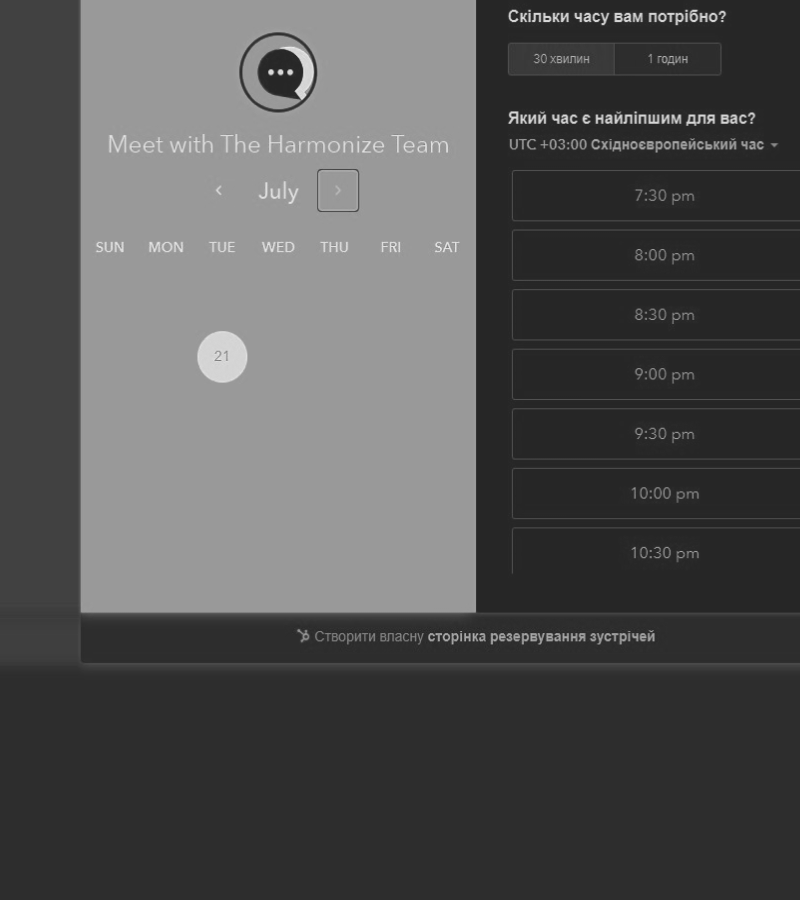 Meet with The Harmonize Team
July
SUN MON TUE WED THU FRI SAT
21
Скільки часу вам потрібно?
30 хвилин 1 годин
Який час є найліпшим для вас?
UTC +03:00 Східноєвропейський час
7:30 pm
8:00 pm
8:30 pm
9:00 pm
9:30 pm
10:00 pm
10:30 pm
Створити власну сторінка резервування зустрічей